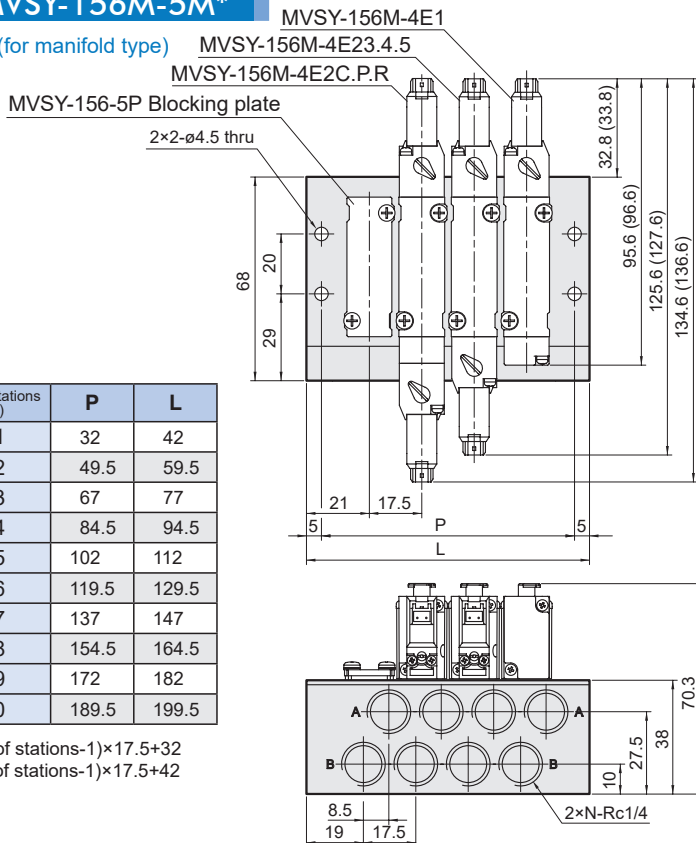 MVSY-156M-5M*
(for manifold type)
MVSY-156M-4E1
MVSY-156M-4E23.4.5
MVSY-156M-4E2C.P.R
MVSY-156-5P Blocking plate
2×2-ø4.5 thru
32.8 (33.8)
95.6 (96.6)
125.6 (127.6)
134.6 (136.6)
68
20
29
21
17.5
5
P
5
L
P L
32 42
49.5 59.5
67 77
84.5 94.5
102 112
119.5 129.5
137 147
154.5 164.5
172 182
189.5 199.5
of stations-1)×17.5+32
of stations-1)×17.5+42
A
A
B
B
70.3
38
27.5
10
8.5
19
17.5
2×N-Rc1/4